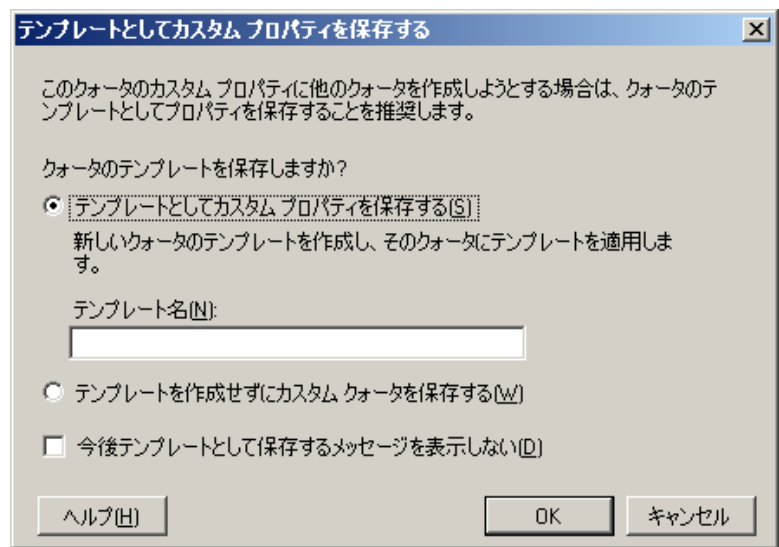 テンプレートとしてカスタム プロパティを保存する
このクォータのカスタム プロパティに他のクォータを作成しようとする場合は、クォータのテ
ンプレートとしてプロパティを保存することを推奨します。
クォータのテンプレートを保存しますか?
テンプレートとしてカスタム プロパティを保存する(S)
新しいクォータのテンプレートを作成し、そのクォータにテンプレートを適用しま
す。
テンプレート名(N):
テンプレートを作成せずにカスタム クォータを保存する(W)
今後テンプレートとして保存するメッセージを表示しない(D)
ヘルプ(H)
OK
キャンセル